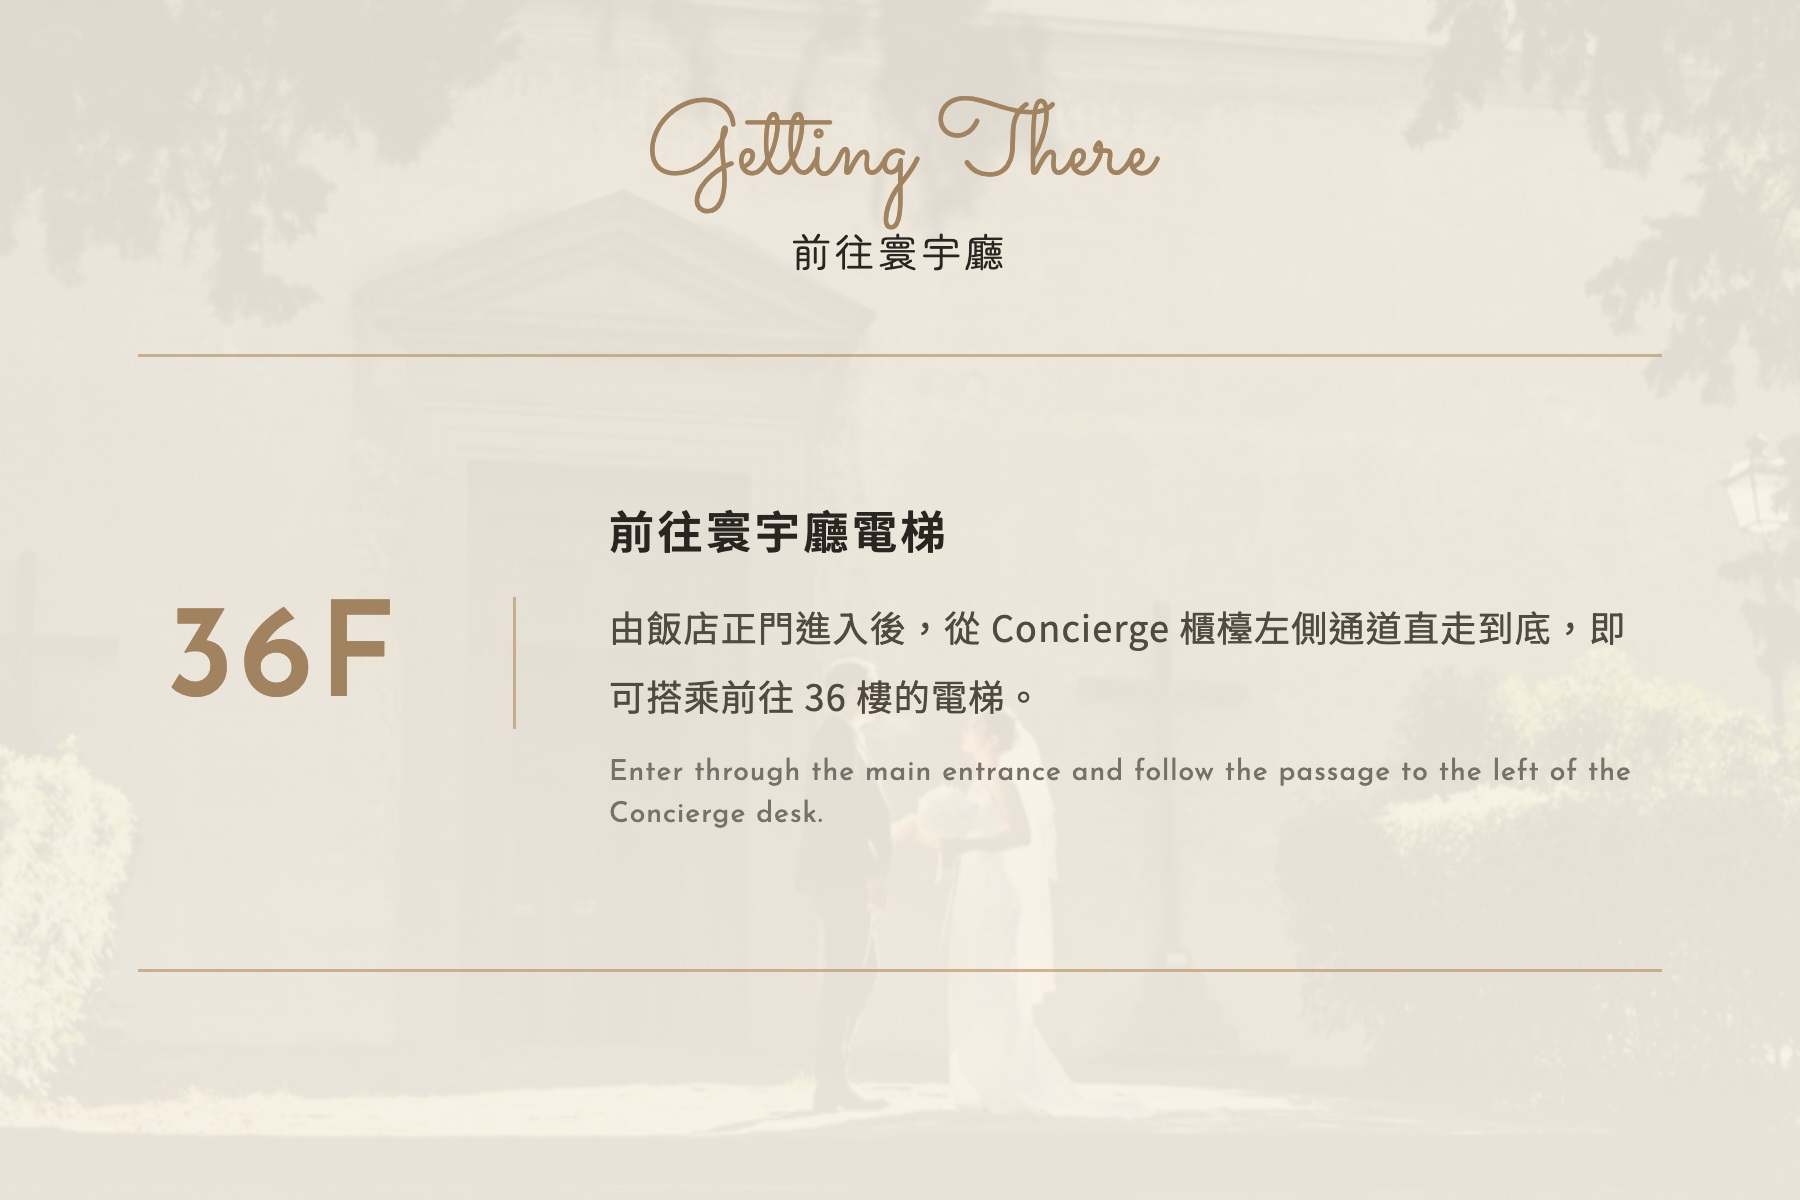 Getting There
前往寰宇廳
36F
前往寰宇廳電梯
由飯店正門進入後，從 Concierge 櫃檯左側通道直走到底，即
可搭乘前往 36 樓的電梯。
Enter through the main entrance and follow the passage to the left of the
Concierge desk.